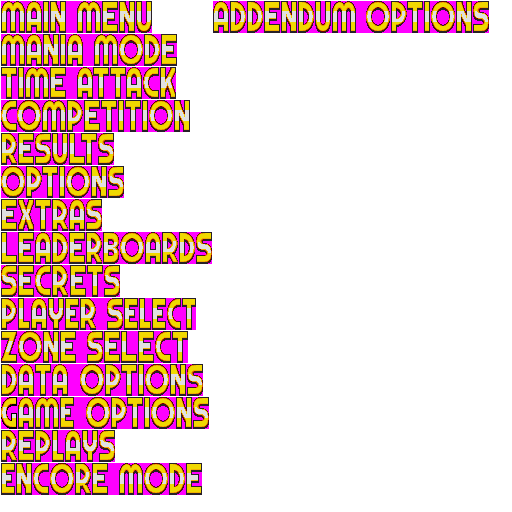 MAIN MENU
ADDENDUM OPTIONS
MANIA MODE
TIME ATTACK
COMPETITION
RESULTS
OPTIONS
EXTRAS
LEADERBOARDS
SECRETS
PLAYER SELECT
ZONE SELECT
DATA OPTIONS
GAME OPTIONS
REPLAYS
ENCORE MODE